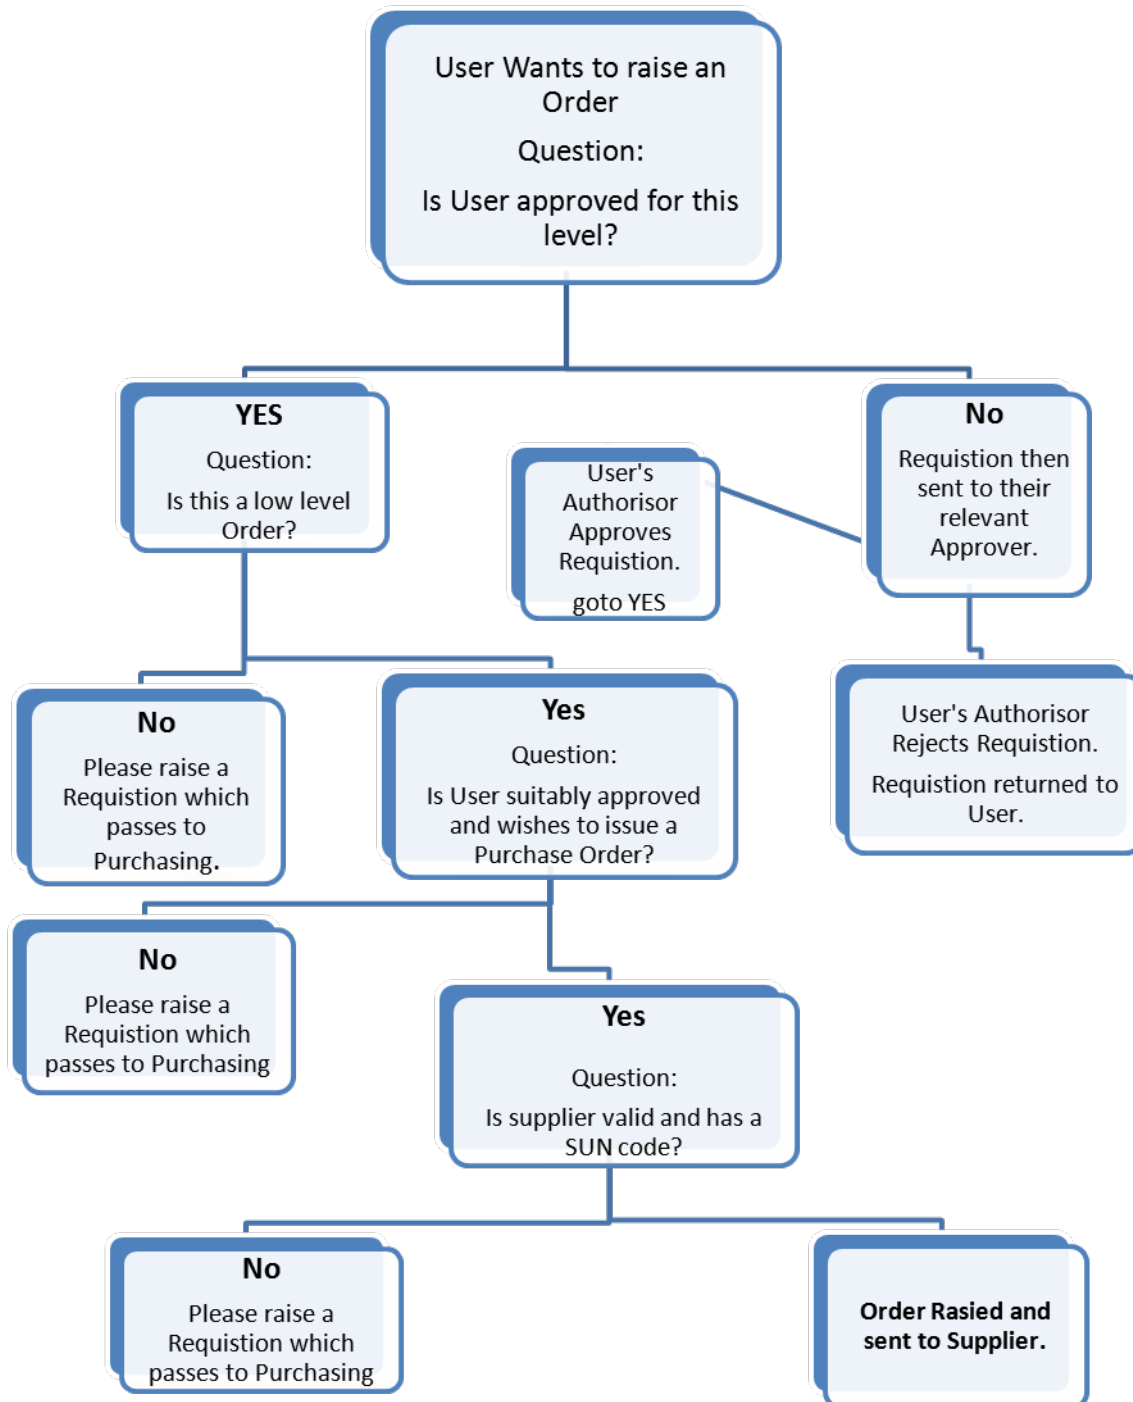 User Wants to raise an
Order
Question:
Is User approved for this
level?
YES
Question:
Is this a low level
Order?
User's
Authorisor
Approves
Requistion.
goto YES
No
Requistion then
sent to their
relevant
Approver.
No
Please raise a
Requistion which
passes to
Purchasing.
Yes
Question:
Is User suitably approved
and wishes to issue a
Purchase Order?
User's Authorisor
Rejects Requistion.
Requistion returned to
User.
No
Please raise a
Requistion which
passes to Purchasing
Yes
Question:
Is supplier valid and has a
SUN code?
No
Please raise a
Requistion which
passes to Purchasing
Order Rasied and
sent to Supplier.